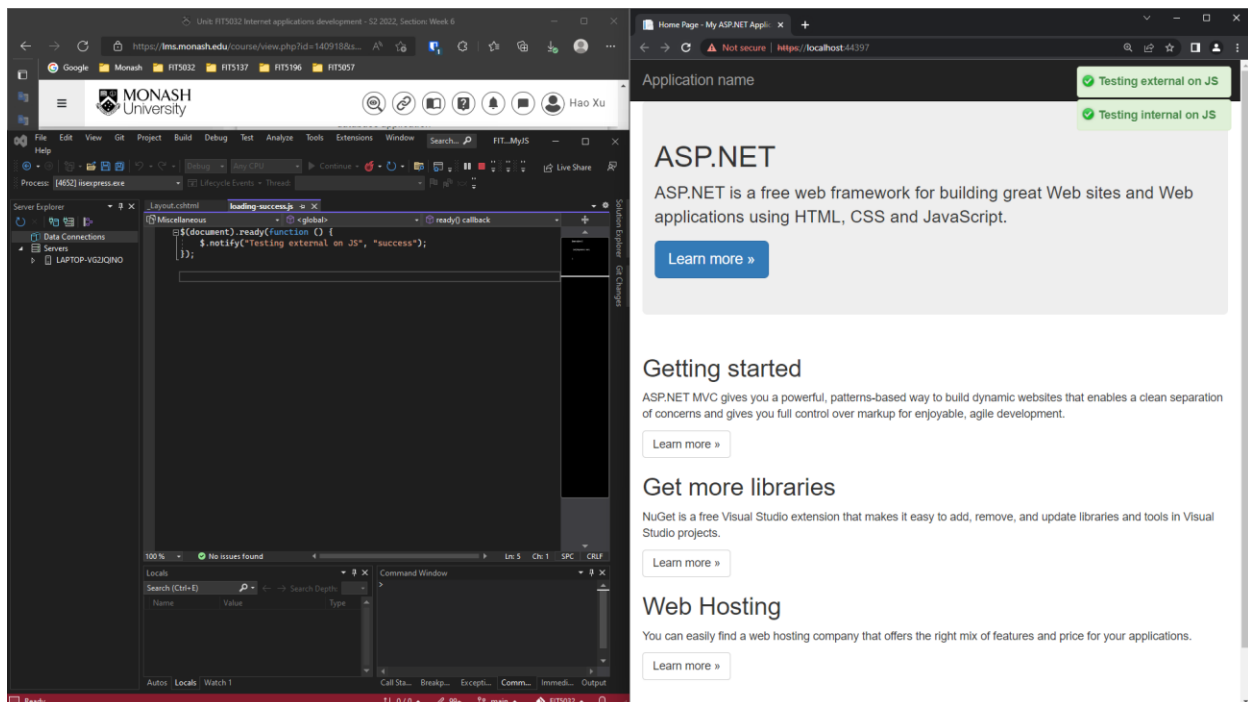 Unit: FIT5032 Internet applications development - S2 2022, Section: Week 6
https://lms.monash.edu/course/view.php?id=140918&s...
Google Monash FIT5032 FIT5137 FIT5196 FIT5057
MONASH
University
Hao Xu
File Edit View Git Project Build Debug Test Analyze Tools Extensions Window Search... FIT...MyJS
Help
Debug Any CPU Continue Live Share
Process: [4652] iisexpress.exe Lifecycle Events Thread:
Server Explorer
Data Connections
Servers
LAPTOP-VG2JQINO
_Layout.cshtml loading-success.js
Miscellaneous <global> ready() callback
$(document).ready(function () {
$.notify("Testing external on JS", "success");
});
Solution Explorer Git Changes
100 % No issues found Ln: 5 Ch: 1 SPC CRLF
Locals
Search (Ctrl+E) Search Depth:
Name Value Type
Autos Locals Watch 1
Command Window
>
Call Sta... Breakp... Excepti... Comm... Immedi... Output
Ready 0 / 0 99+ main FIT5032
Home Page - My ASP.NET Applic
Not secure https://localhost:44397
Application name
Testing external on JS
Testing internal on JS
ASP.NET
ASP.NET is a free web framework for building great Web sites and Web
applications using HTML, CSS and JavaScript.
Learn more »
Getting started
ASP.NET MVC gives you a powerful, patterns-based way to build dynamic websites that enables a clean separation
of concerns and gives you full control over markup for enjoyable, agile development.
Learn more »
Get more libraries
NuGet is a free Visual Studio extension that makes it easy to add, remove, and update libraries and tools in Visual
Studio projects.
Learn more »
Web Hosting
You can easily find a web hosting company that offers the right mix of features and price for your applications.
Learn more »